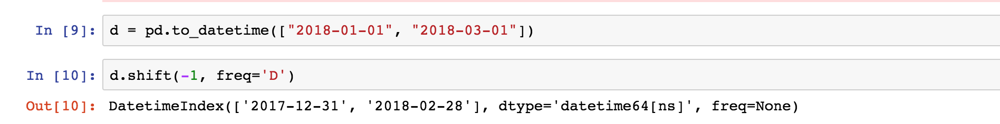 In [9]: d = pd.to_datetime(["2018-01-01", "2018-03-01"])
In [10]: d.shift(-1, freq='D')
Out[10]: DatetimeIndex(['2017-12-31', '2018-02-28'], dtype='datetime64[ns]', freq=None)